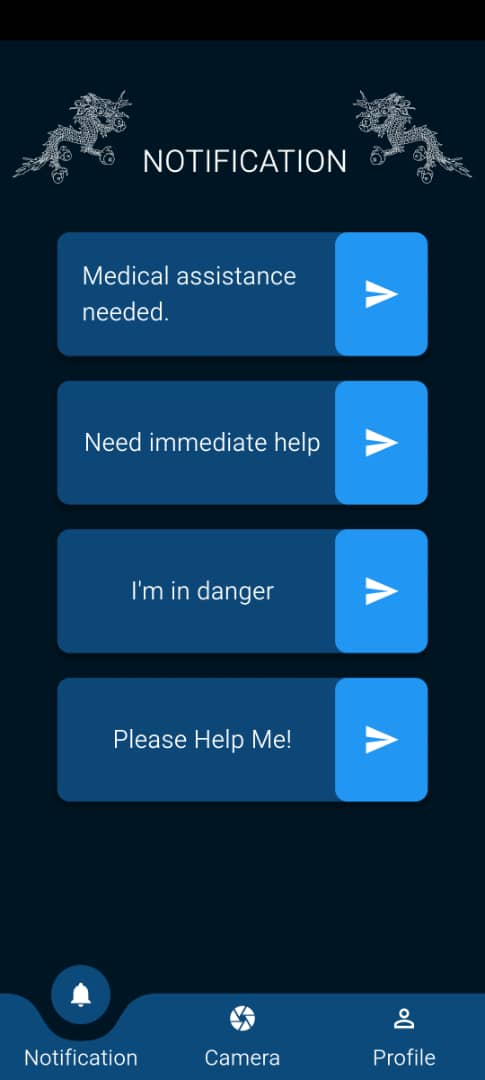 NOTIFICATION
Medical assistance
needed.
Need immediate help
I'm in danger
Please Help Me!
Notification
Camera
Profile